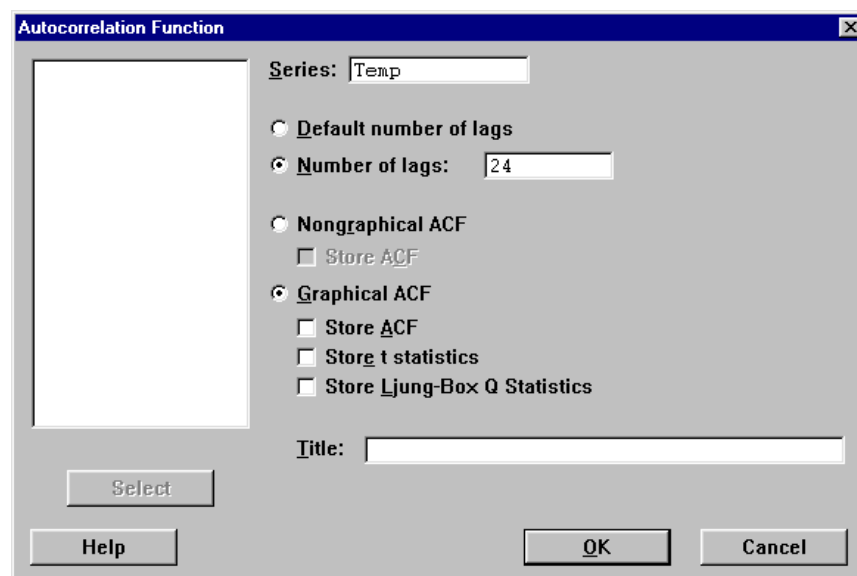 Autocorrelation Function
Series: Temp
Default number of lags
Number of lags: 24
Nongraphical ACF
Store ACF
Graphical ACF
Store ACF
Store t statistics
Store Ljung-Box Q Statistics
Title:
Select
Help OK Cancel